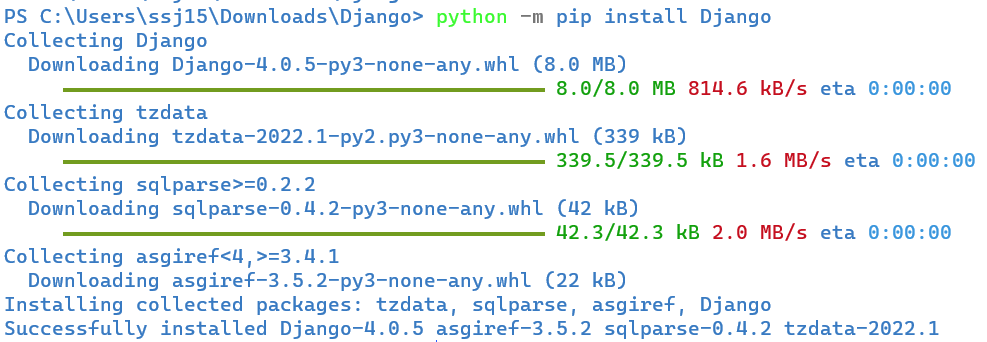 PS C:\Users\ssj15\Downloads\Django> python -m pip install Django
Collecting Django
  Downloading Django-4.0.5-py3-none-any.whl (8.0 MB)
8.0/8.0 MB 814.6 kB/s eta 0:00:00
Collecting tzdata
  Downloading tzdata-2022.1-py2.py3-none-any.whl (339 kB)
339.5/339.5 kB 1.6 MB/s eta 0:00:00
Collecting sqlparse>=0.2.2
  Downloading sqlparse-0.4.2-py3-none-any.whl (42 kB)
42.3/42.3 kB 2.0 MB/s eta 0:00:00
Collecting asgiref<4,>=3.4.1
  Downloading asgiref-3.5.2-py3-none-any.whl (22 kB)
Installing collected packages: tzdata, sqlparse, asgiref, Django
Successfully installed Django-4.0.5 asgiref-3.5.2 sqlparse-0.4.2 tzdata-2022.1